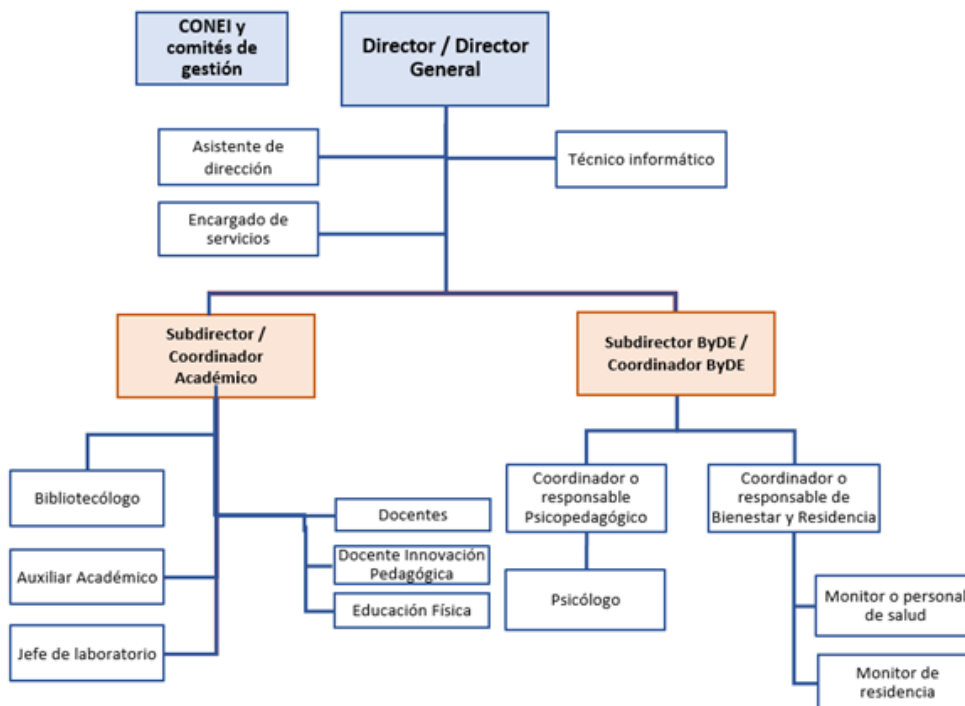 CONEI y
comités de
gestión
Director / Director
General
Asistente de
dirección
Técnico informático
Encargado de
servicios
Subdirector /
Coordinador
Académico
Subdirector ByDE /
Coordinador ByDE
Bibliotecólogo
Auxiliar Académico
Jefe de laboratorio
Docentes
Docente Innovación
Pedagógica
Educación Física
Coordinador o
responsable
Psicopedagógico
Psicólogo
Coordinador o
responsable de
Bienestar y Residencia
Monitor o personal
de salud
Monitor de
residencia